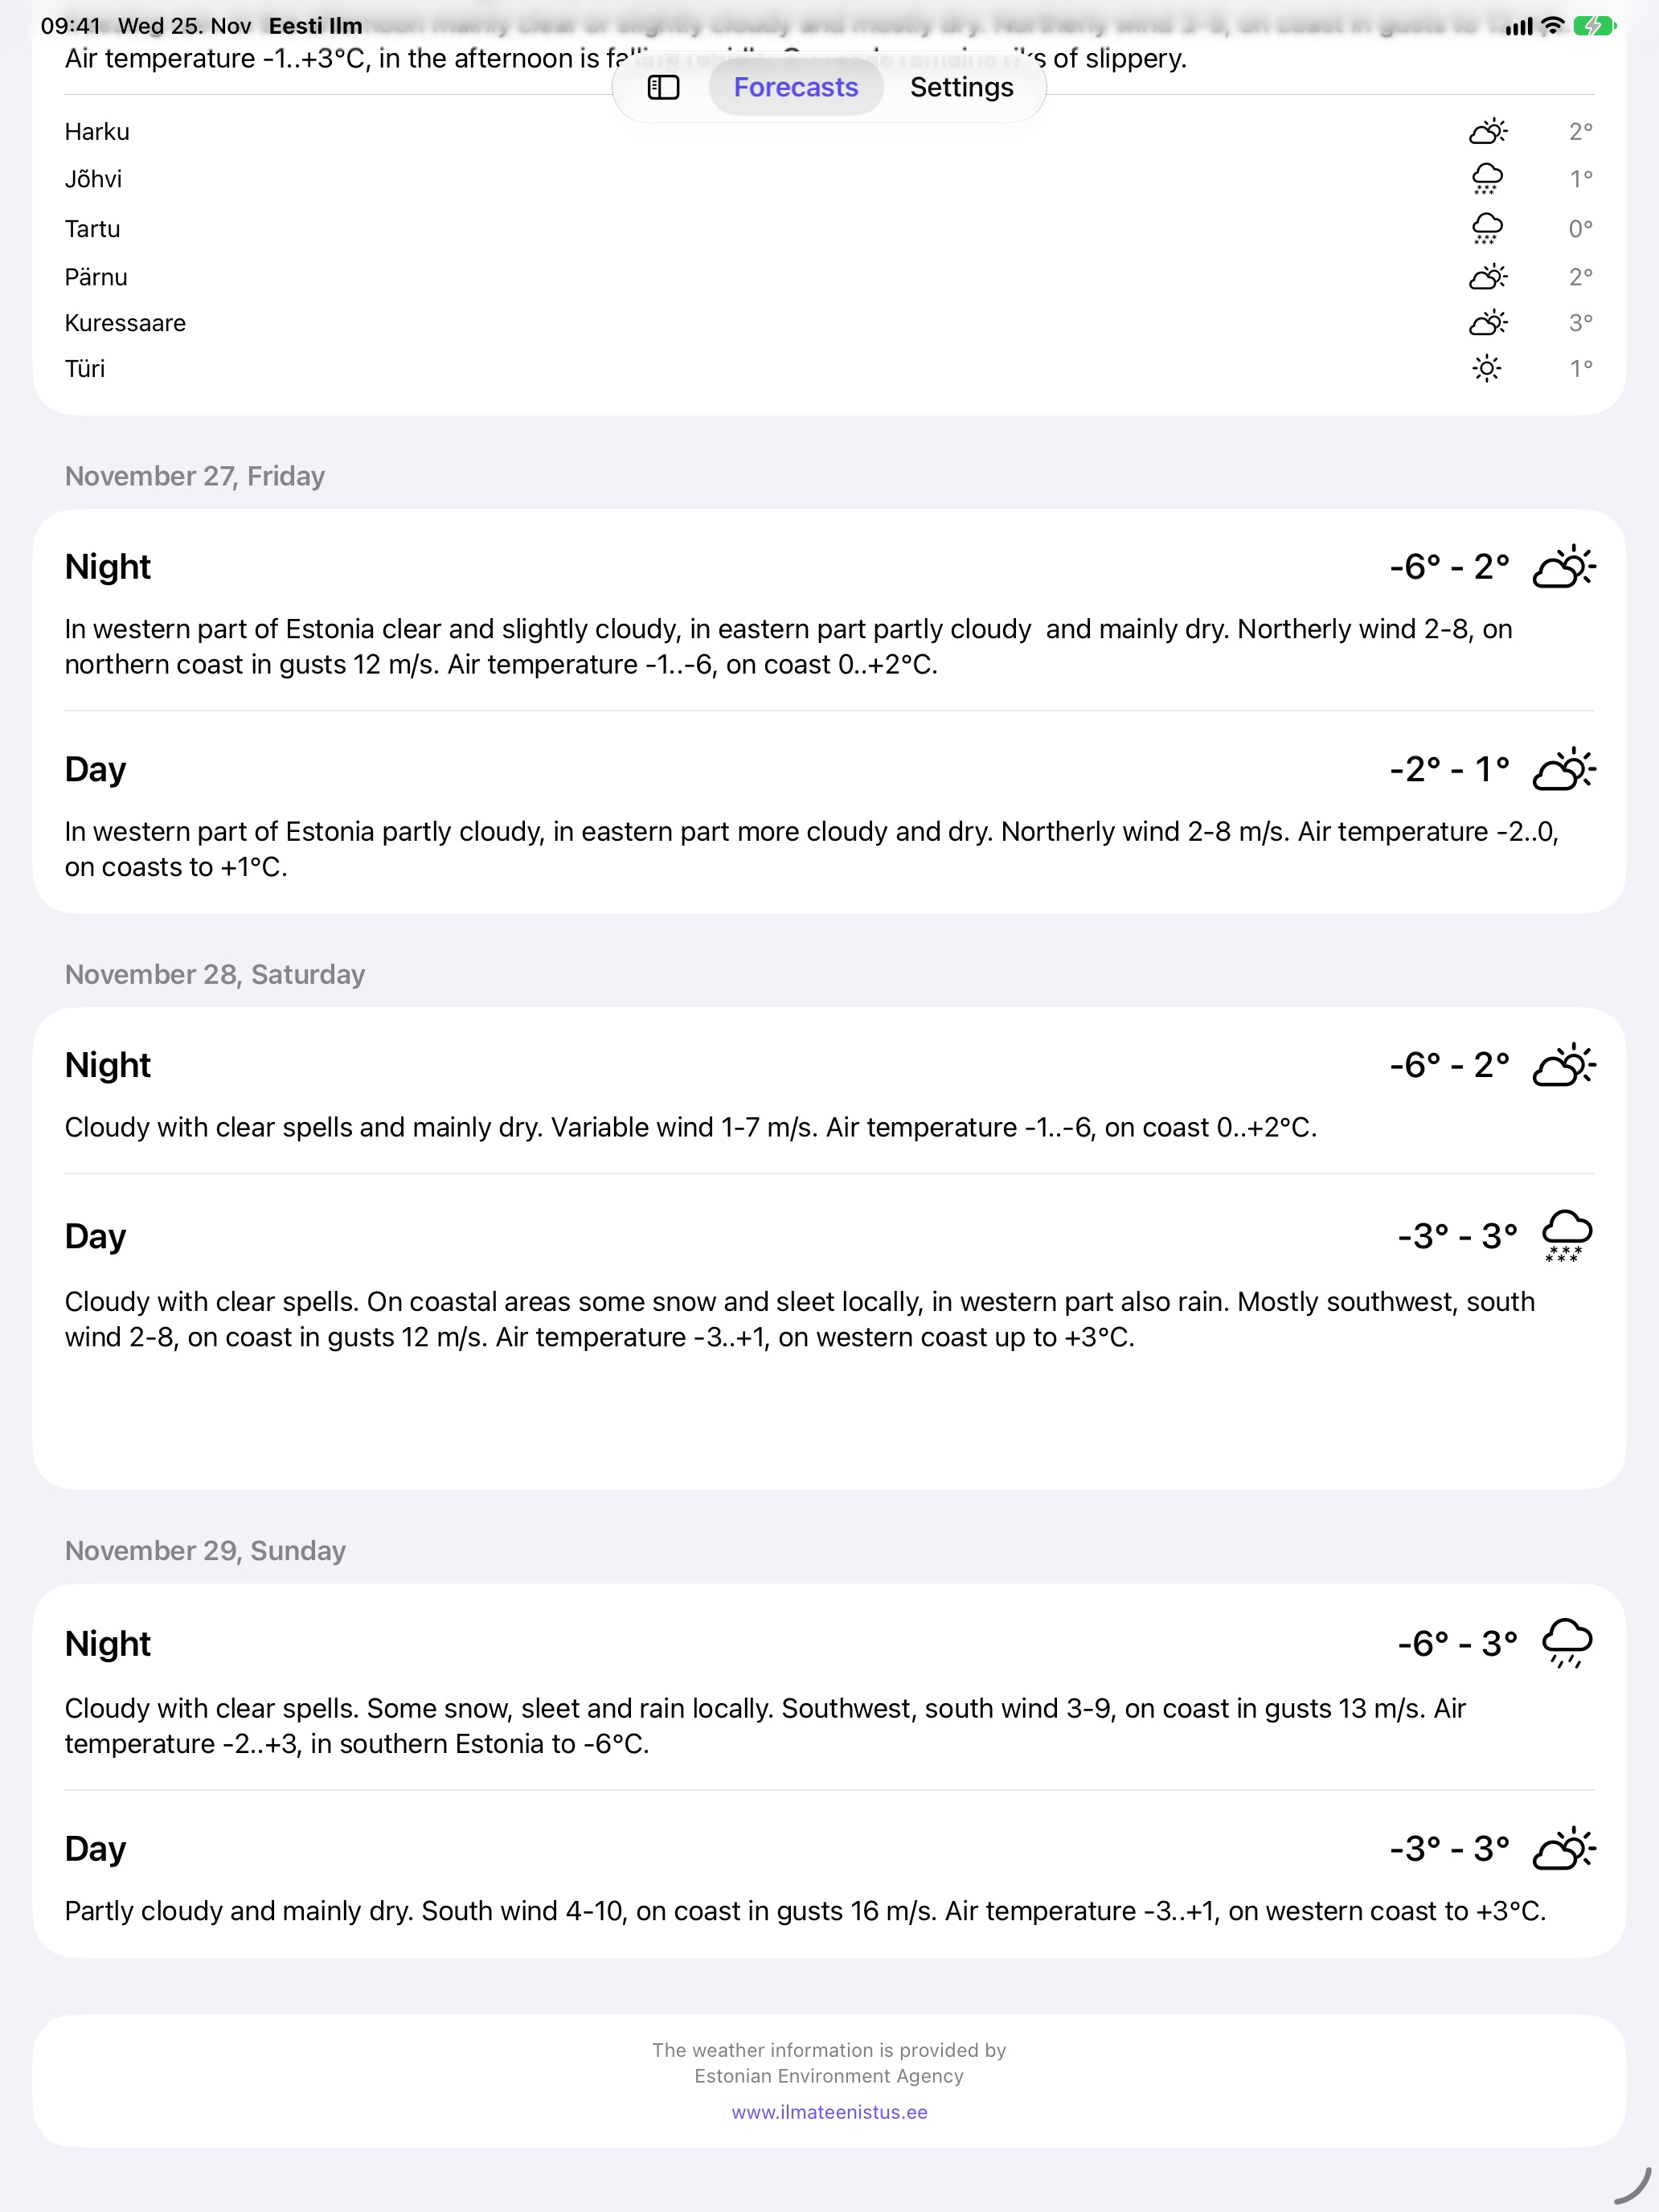 09:41 Wed 25. Nov Eesti Ilm
Air temperature -1..+3°C, in the afternoon is of slippery.
Forecasts Settings
Harku 2°
Jõhvi 1°
Tartu 0°
Pärnu 2°
Kuressaare 3°
Türi 1°
November 27, Friday
Night -6° - 2°
In western part of Estonia clear and slightly cloudy, in eastern part partly cloudy  and mainly dry. Northerly wind 2-8, on
northern coast in gusts 12 m/s. Air temperature -1..-6, on coast 0..+2°C.
Day -2° - 1°
In western part of Estonia partly cloudy, in eastern part more cloudy and dry. Northerly wind 2-8 m/s. Air temperature -2..0,
on coasts to +1°C.
November 28, Saturday
Night -6° - 2°
Cloudy with clear spells and mainly dry. Variable wind 1-7 m/s. Air temperature -1..-6, on coast 0..+2°C.
Day -3° - 3°
Cloudy with clear spells. On coastal areas some snow and sleet locally, in western part also rain. Mostly southwest, south
wind 2-8, on coast in gusts 12 m/s. Air temperature -3..+1, on western coast up to +3°C.
November 29, Sunday
Night -6° - 3°
Cloudy with clear spells. Some snow, sleet and rain locally. Southwest, south wind 3-9, on coast in gusts 13 m/s. Air
temperature -2..+3, in southern Estonia to -6°C.
Day -3° - 3°
Partly cloudy and mainly dry. South wind 4-10, on coast in gusts 16 m/s. Air temperature -3..+1, on western coast to +3°C.
The weather information is provided by
Estonian Environment Agency
www.ilmateenistus.ee